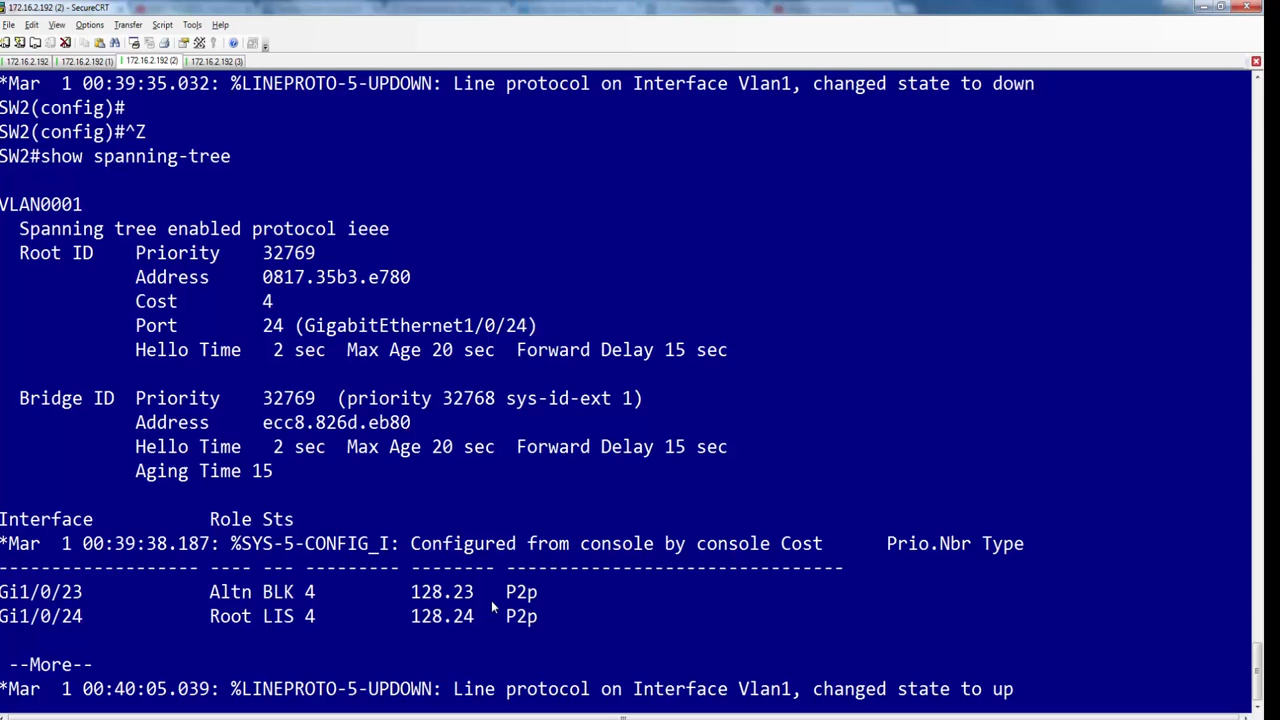 172.16.2.192 (2) - SecureCRT
File Edit View Options Transfer Script Tools Help
172.16.2.192 172.16.2.192 (1) 172.16.2.192 (2) 172.16.2.192 (3)
*Mar  1 00:39:35.032: %LINEPROTO-5-UPDOWN: Line protocol on Interface Vlan1, changed state to down
SW2(config)#
SW2(config)#^Z
SW2#show spanning-tree
VLAN0001
  Spanning tree enabled protocol ieee
  Root ID    Priority    32769
             Address     0817.35b3.e780
             Cost        4
             Port        24 (GigabitEthernet1/0/24)
             Hello Time   2 sec  Max Age 20 sec  Forward Delay 15 sec
  Bridge ID  Priority    32769  (priority 32768 sys-id-ext 1)
             Address     ecc8.826d.eb80
             Hello Time   2 sec  Max Age 20 sec  Forward Delay 15 sec
             Aging Time 15
Interface           Role Sts
*Mar  1 00:39:38.187: %SYS-5-CONFIG_I: Configured from console by console Cost      Prio.Nbr Type
------------------- ---- --- --------- -------- --------------------------------
Gi1/0/23            Altn BLK 4         128.23   P2p
Gi1/0/24            Root LIS 4         128.24   P2p
 --More--
*Mar  1 00:40:05.039: %LINEPROTO-5-UPDOWN: Line protocol on Interface Vlan1, changed state to up